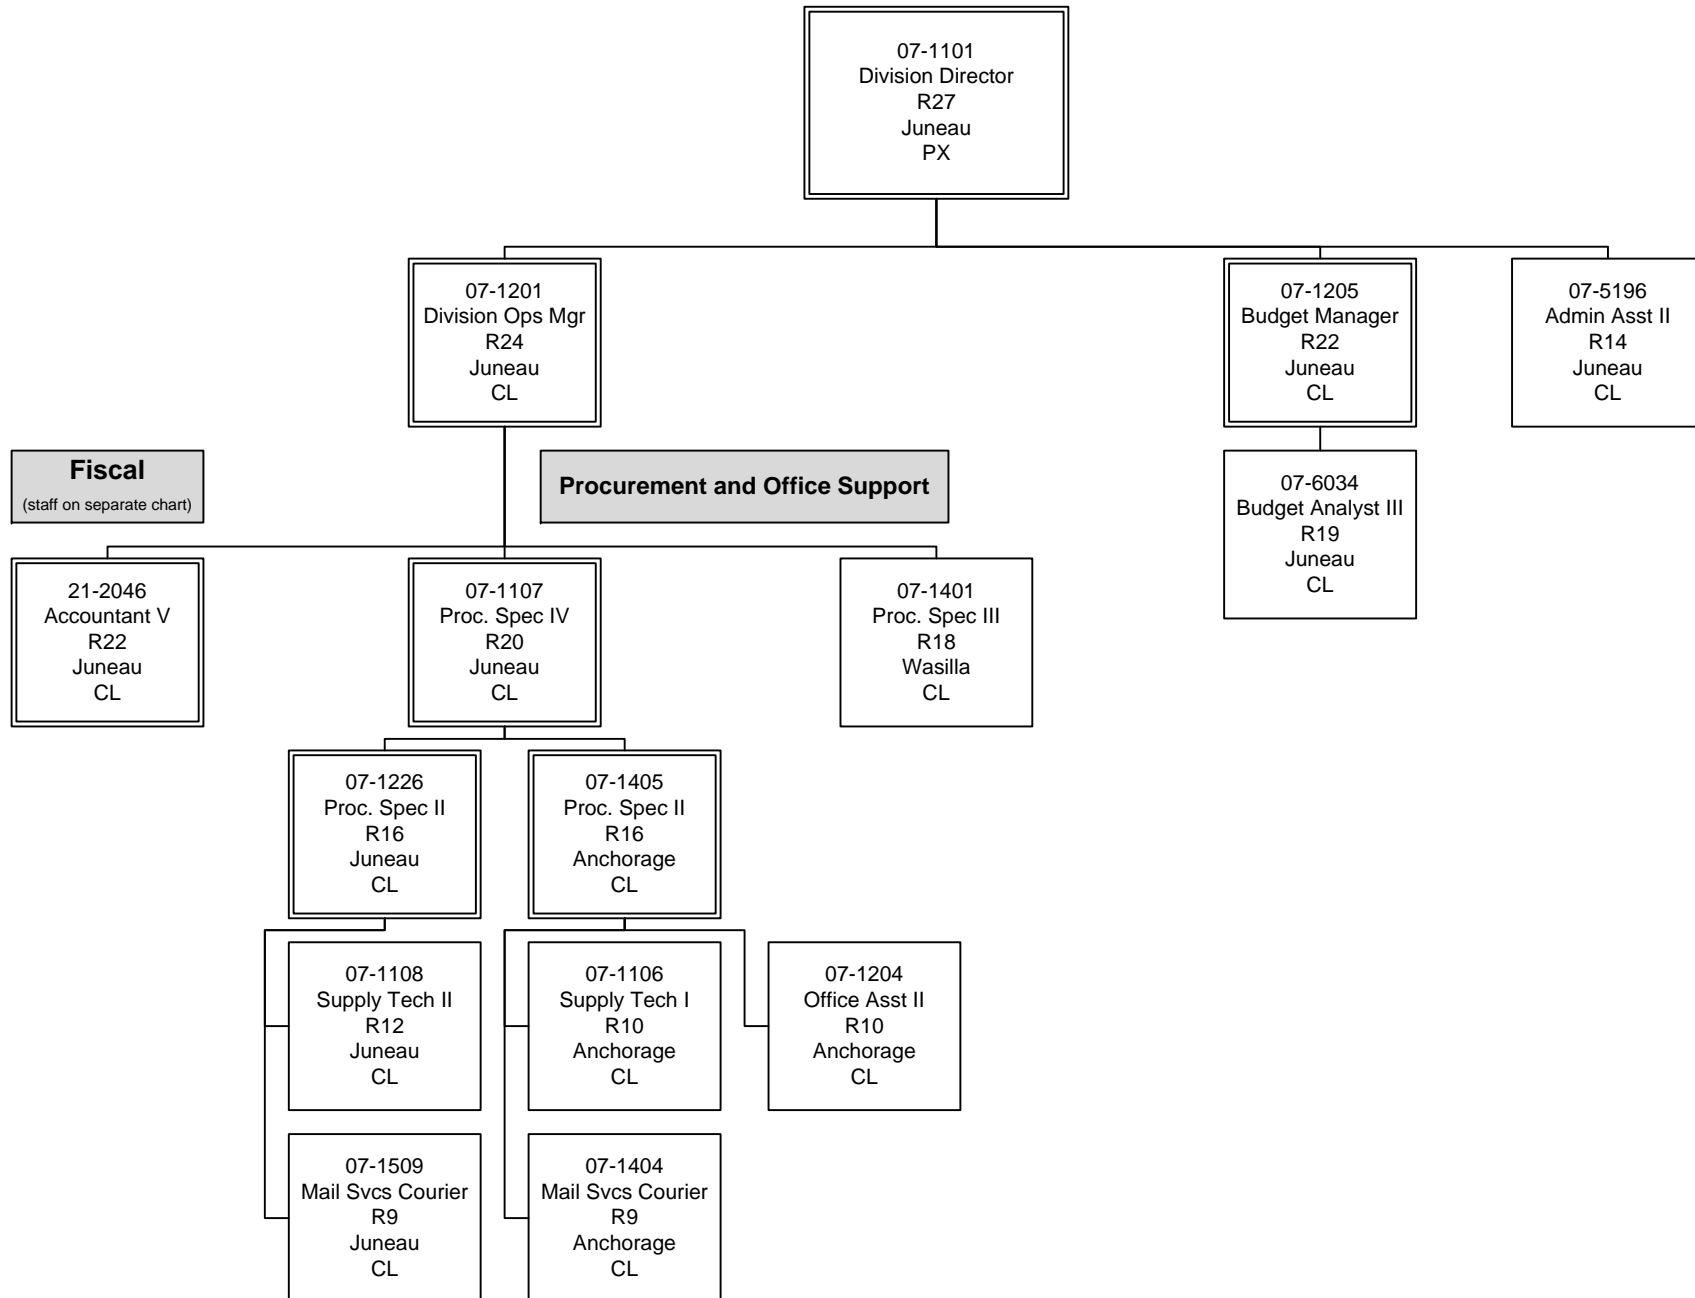 07-1101
Division Director
R27
Juneau
PX
07-1201
Division Ops Mgr
R24
Juneau
CL
07-1205
Budget Manager
R22
Juneau
CL
07-5196
Admin Asst II
R14
Juneau
CL
Fiscal
(staff on separate chart)
Procurement and Office Support
07-6034
Budget Analyst III
R19
Juneau
CL
21-2046
Accountant V
R22
Juneau
CL
07-1107
Proc. Spec IV
R20
Juneau
CL
07-1401
Proc. Spec III
R18
Wasilla
CL
07-1226
Proc. Spec II
R16
Juneau
CL
07-1405
Proc. Spec II
R16
Anchorage
CL
07-1108
Supply Tech II
R12
Juneau
CL
07-1106
Supply Tech I
R10
Anchorage
CL
07-1204
Office Asst II
R10
Anchorage
CL
07-1509
Mail Svcs Courier
R9
Juneau
CL
07-1404
Mail Svcs Courier
R9
Anchorage
CL